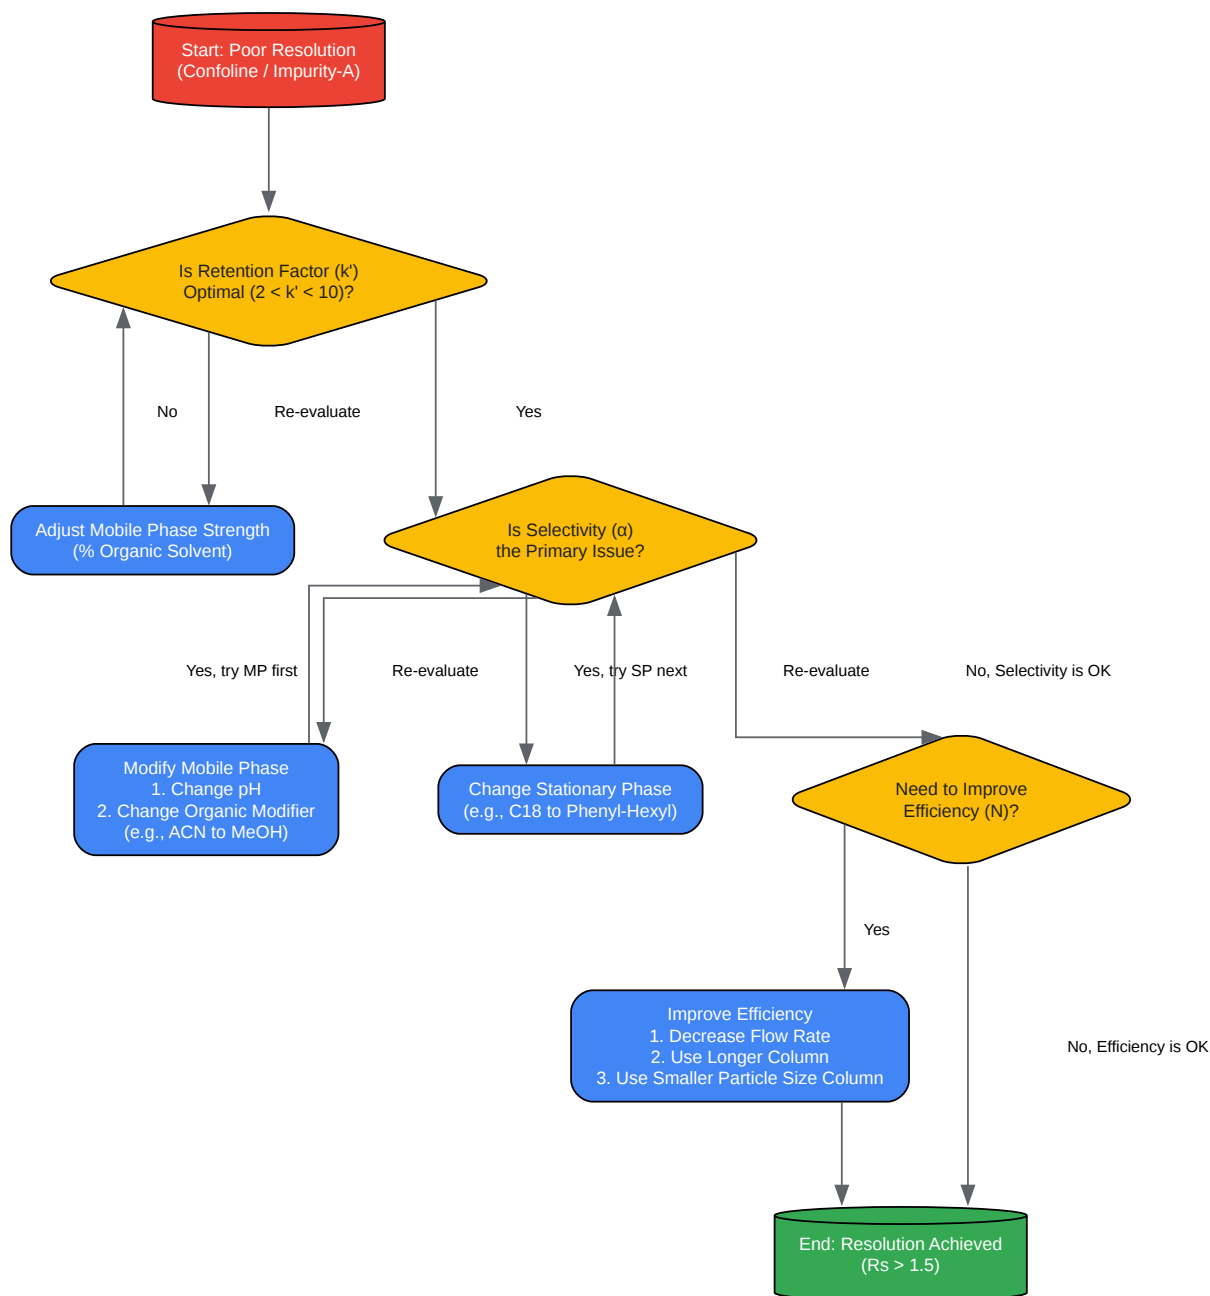 Start: Poor Resolution
(Confoline / Impurity-A)
Is Retention Factor (k')
Optimal (2 < k' < 10)?
No
Re-evaluate
Yes
Adjust Mobile Phase Strength
(% Organic Solvent)
Is Selectivity (α)
the Primary Issue?
Yes, try MP first
Re-evaluate
Yes, try SP next
Re-evaluate
No, Selectivity is OK
Modify Mobile Phase
1. Change pH
2. Change Organic Modifier
(e.g., ACN to MeOH)
Change Stationary Phase
(e.g., C18 to Phenyl-Hexyl)
Need to Improve
Efficiency (N)?
Yes
Improve Efficiency
1. Decrease Flow Rate
2. Use Longer Column
3. Use Smaller Particle Size Column
No, Efficiency is OK
End: Resolution Achieved
(Rs > 1.5)